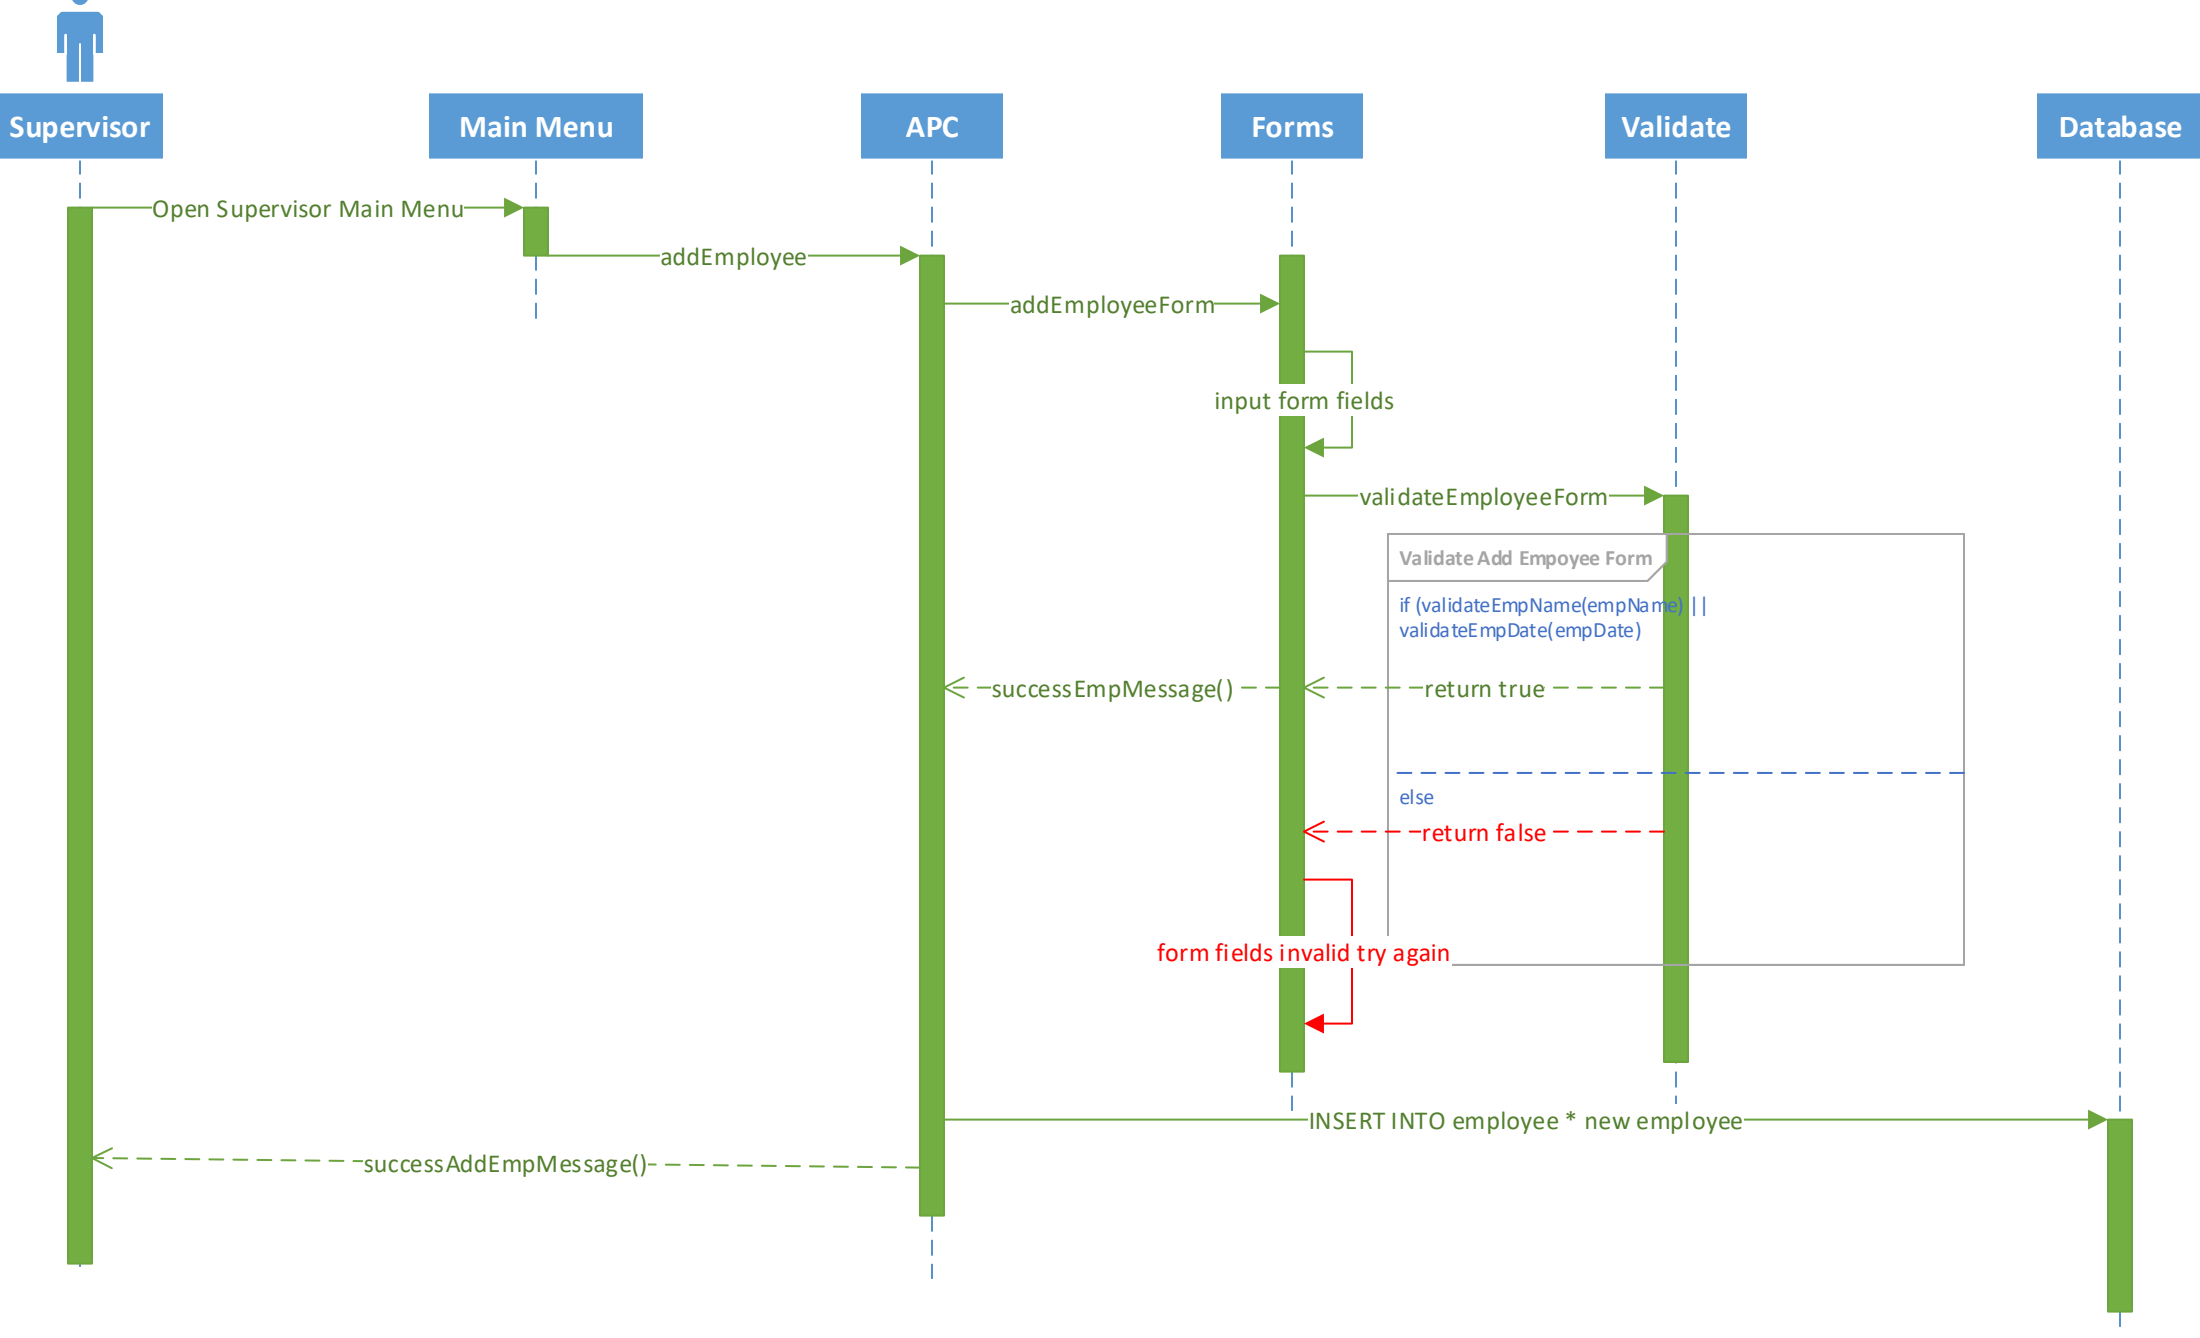 Supervisor
Main Menu
APC
Forms
Validate
Database
Open Supervisor Main Menu
addEmployee
addEmployeeForm
input form fields
validateEmployeeForm
Validate Add Empoyee Form
if (validateEmpName(empName) ||
validateEmpDate(empDate)
successEmpMessage()
return true
else
return false
form fields invalid try again
INSERT INTO employee * new employee
successAddEmpMessage()